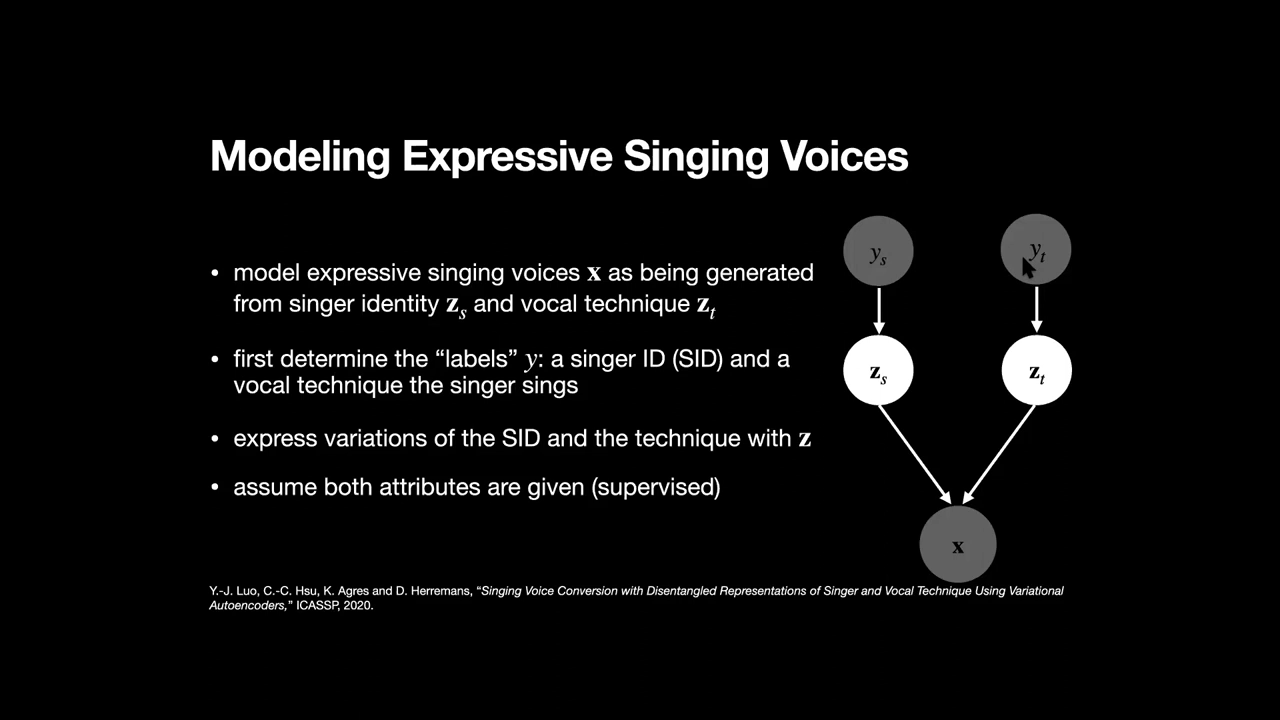 Modeling Expressive Singing Voices
• model expressive singing voices x as being generated
from singer identity zₛ and vocal technique zₜ
• first determine the “labels” y: a singer ID (SID) and a
vocal technique the singer sings
• express variations of the SID and the technique with z
• assume both attributes are given (supervised)
yₛ yₜ
zₛ zₜ
x
Y.-J. Luo, C.-C. Hsu, K. Agres and D. Herremans, “Singing Voice Conversion with Disentangled Representations of Singer and Vocal Technique Using Variational
Autoencoders,” ICASSP, 2020.